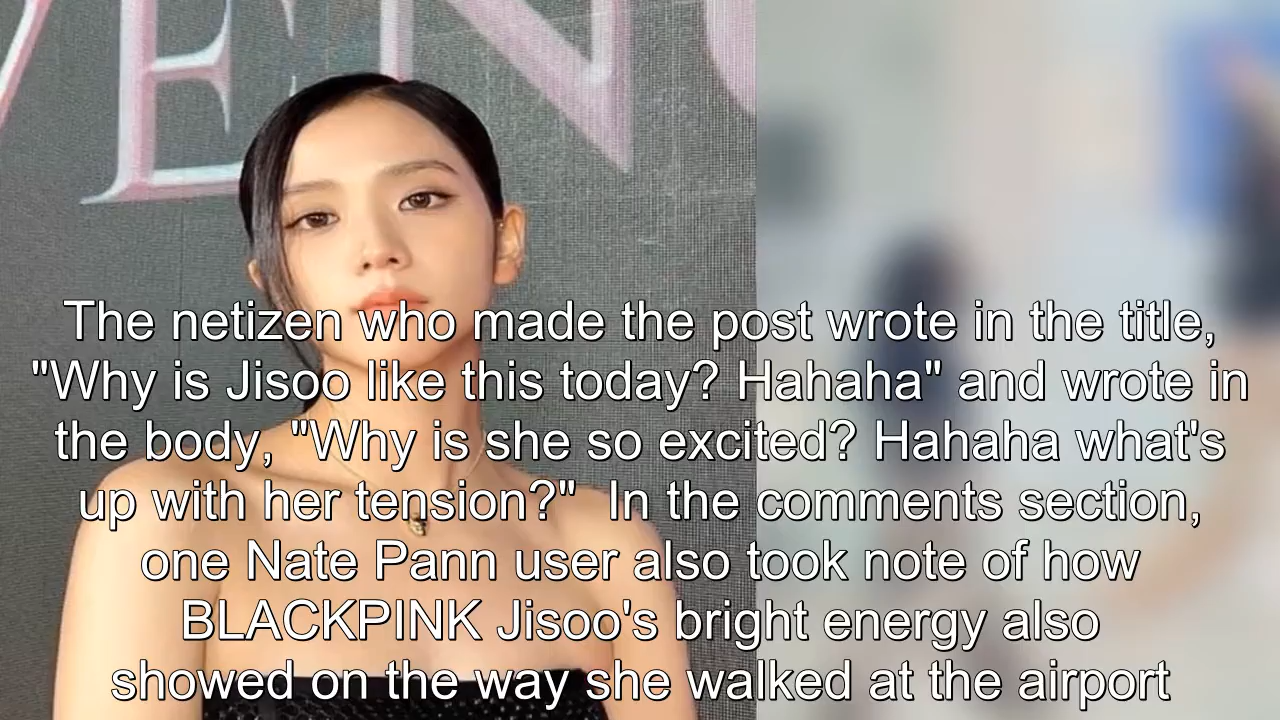 VEN
The netizen who made the post wrote in the title,
"Why is Jisoo like this today? Hahaha" and wrote in
the body, "Why is she so excited? Hahaha what's
up with her tension?"  In the comments section,
one Nate Pann user also took note of how
BLACKPINK Jisoo's bright energy also
showed on the way she walked at the airport